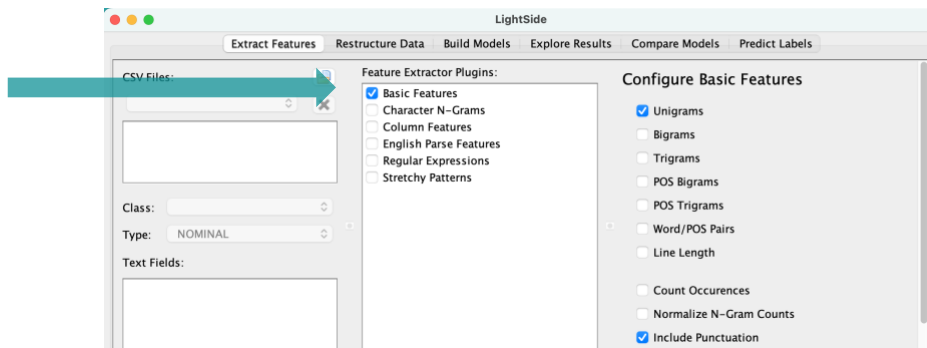 LightSide
Extract Features
Restructure Data
Build Models
Explore Results
Compare Models
Predict Labels
CSV Files:
Class:
Type: NOMINAL
Text Fields:
Feature Extractor Plugins:
Basic Features
Character N-Grams
Column Features
English Parse Features
Regular Expressions
Stretchy Patterns
Configure Basic Features
Unigrams
Bigrams
Trigrams
POS Bigrams
POS Trigrams
Word/POS Pairs
Line Length
Count Occurences
Normalize N-Gram Counts
Include Punctuation